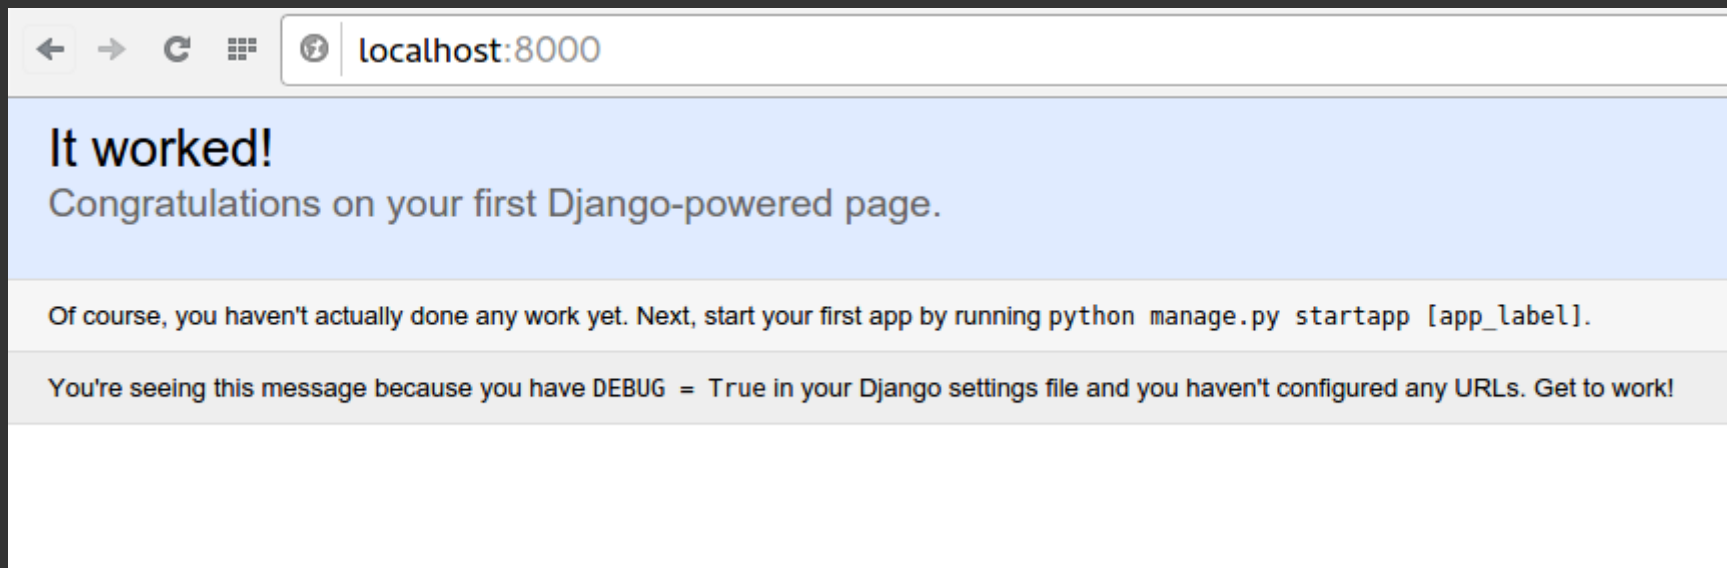 localhost:8000
It worked!
Congratulations on your first Django-powered page.
Of course, you haven't actually done any work yet. Next, start your first app by running python manage.py startapp [app_label].
You're seeing this message because you have DEBUG = True in your Django settings file and you haven't configured any URLs. Get to work!